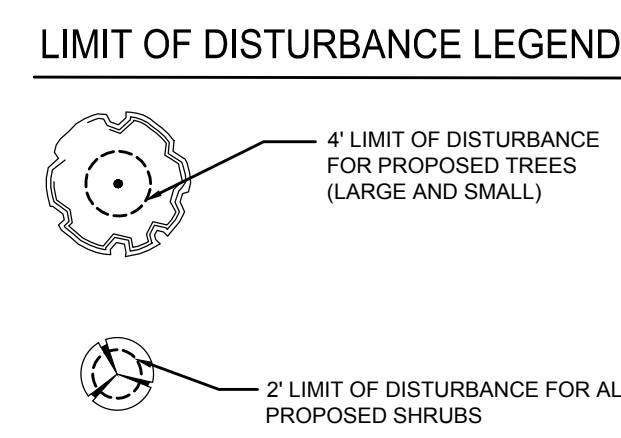 LIMIT OF DISTURBANCE LEGEND
4' LIMIT OF DISTURBANCE
FOR PROPOSED TREES
(LARGE AND SMALL)
2' LIMIT OF DISTURBANCE FOR AL
PROPOSED SHRUBS